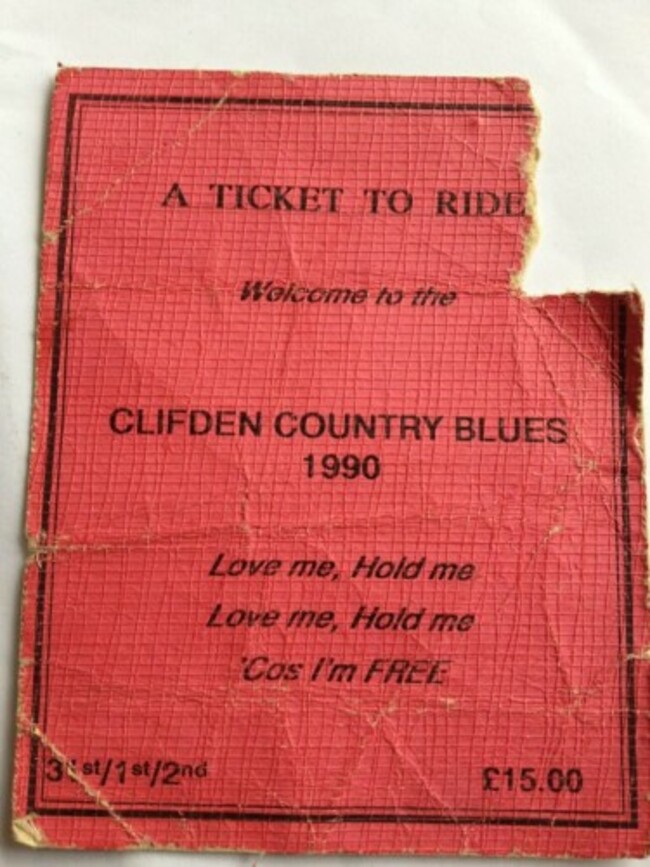 A TICKET TO RIDE
Welcome to the
CLIFDEN COUNTRY BLUES
1990
Love me, Hold me
Love me, Hold me
'Cos I'm FREE
31st/1st/2nd
£15.00